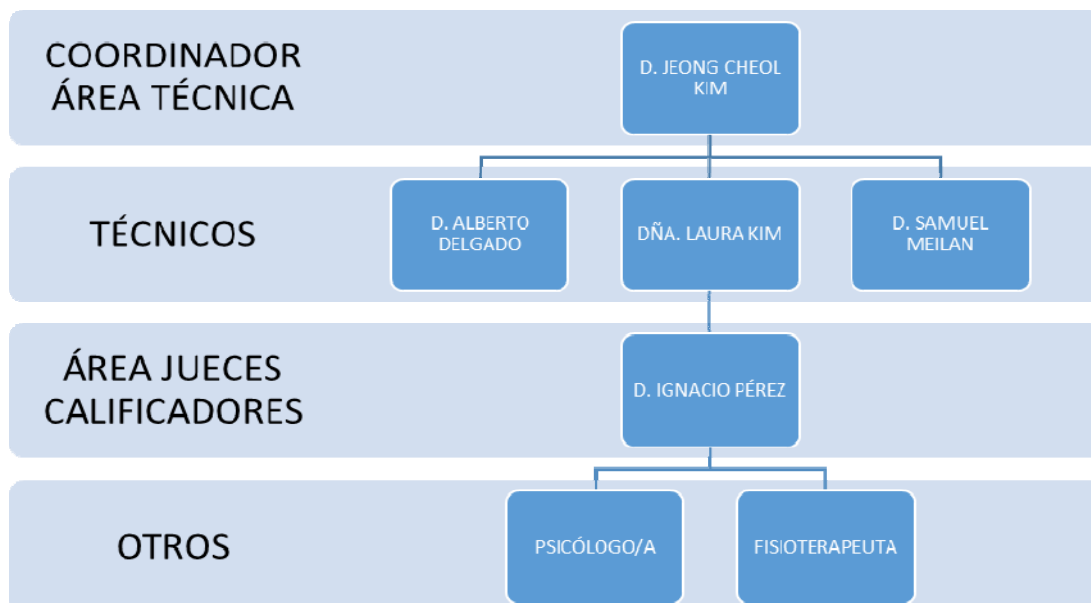 COORDINADOR
ÁREA TÉCNICA
D. JEONG CHEOL
KIM
TÉCNICOS
D. ALBERTO
DELGADO
DÑA. LAURA KIM
D. SAMUEL
MEILAN
ÁREA JUECES
CALIFICADORES
D. IGNACIO PÉREZ
OTROS
PSICÓLOGO/A
FISIOTERAPEUTA